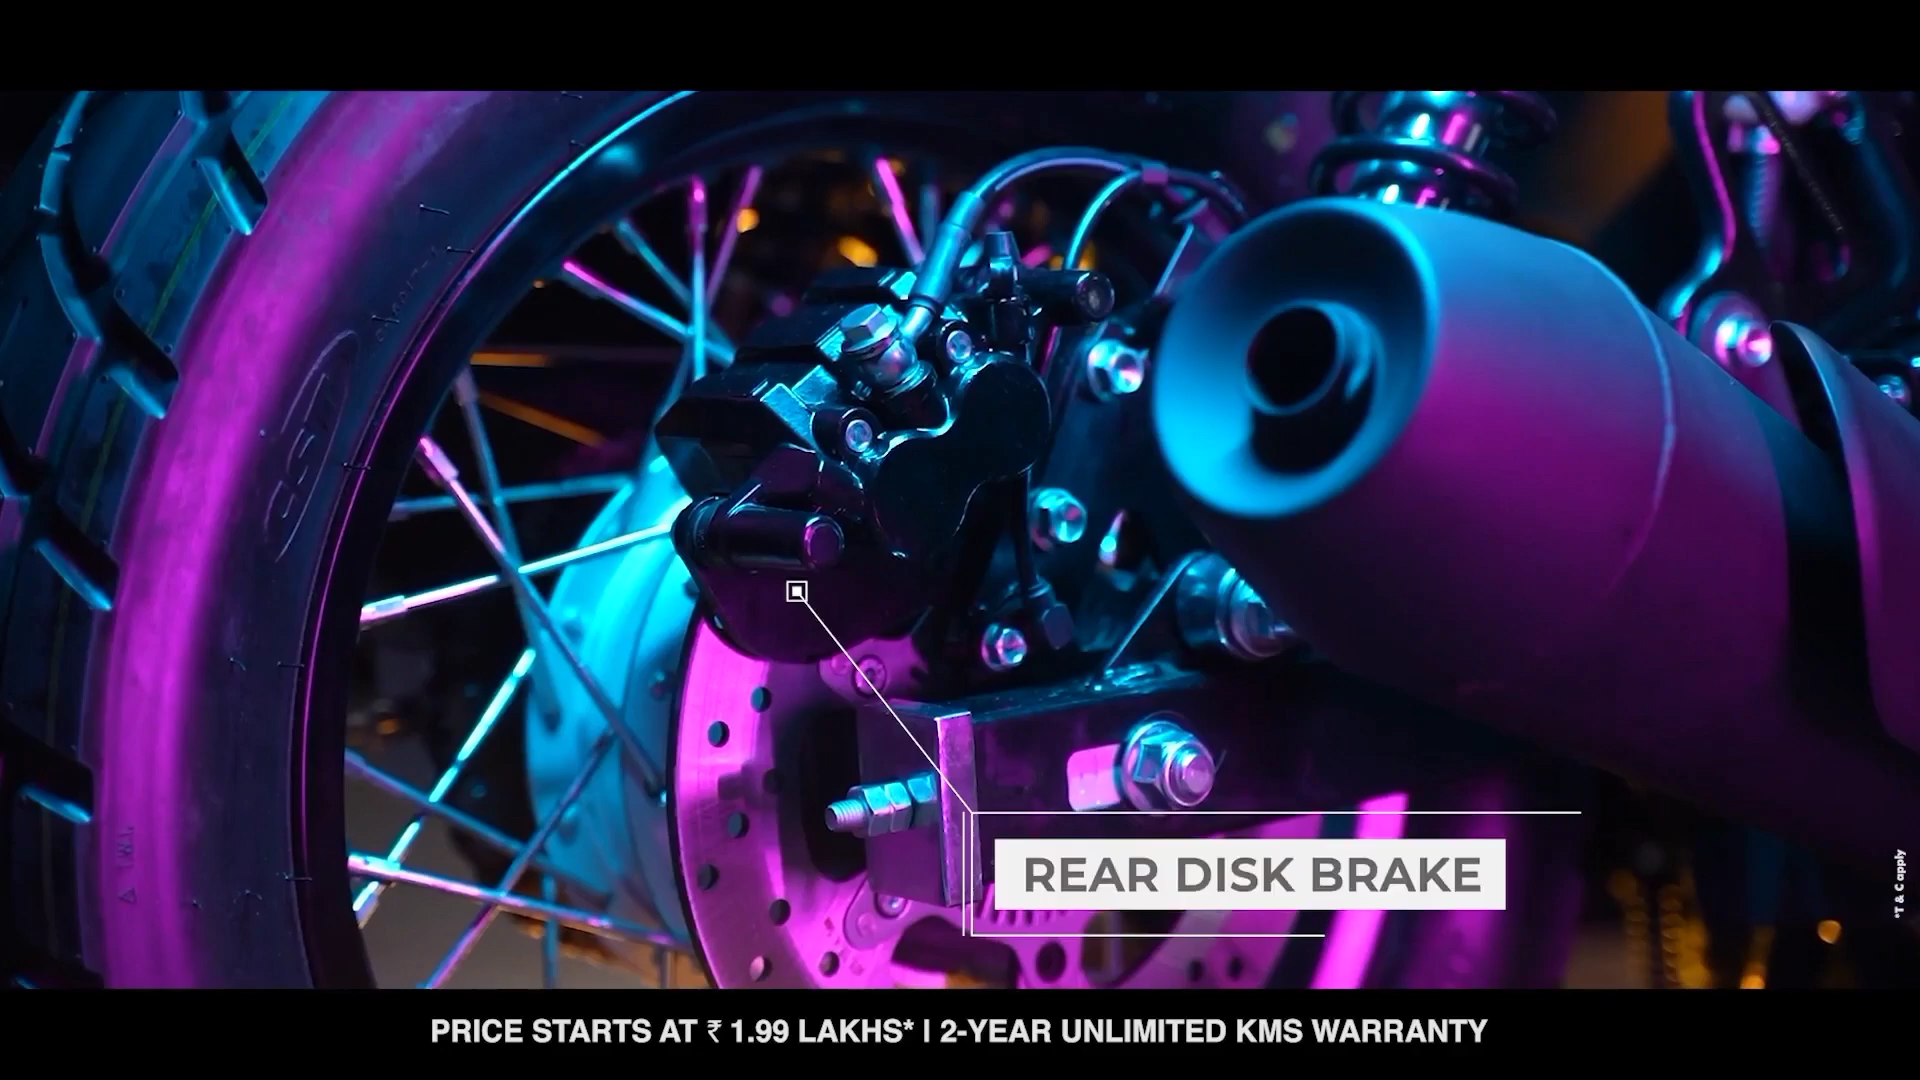 REAR DISK BRAKE
*T & C apply
PRICE STARTS AT ₹ 1.99 LAKHS* I 2-YEAR UNLIMITED KMS WARRANTY